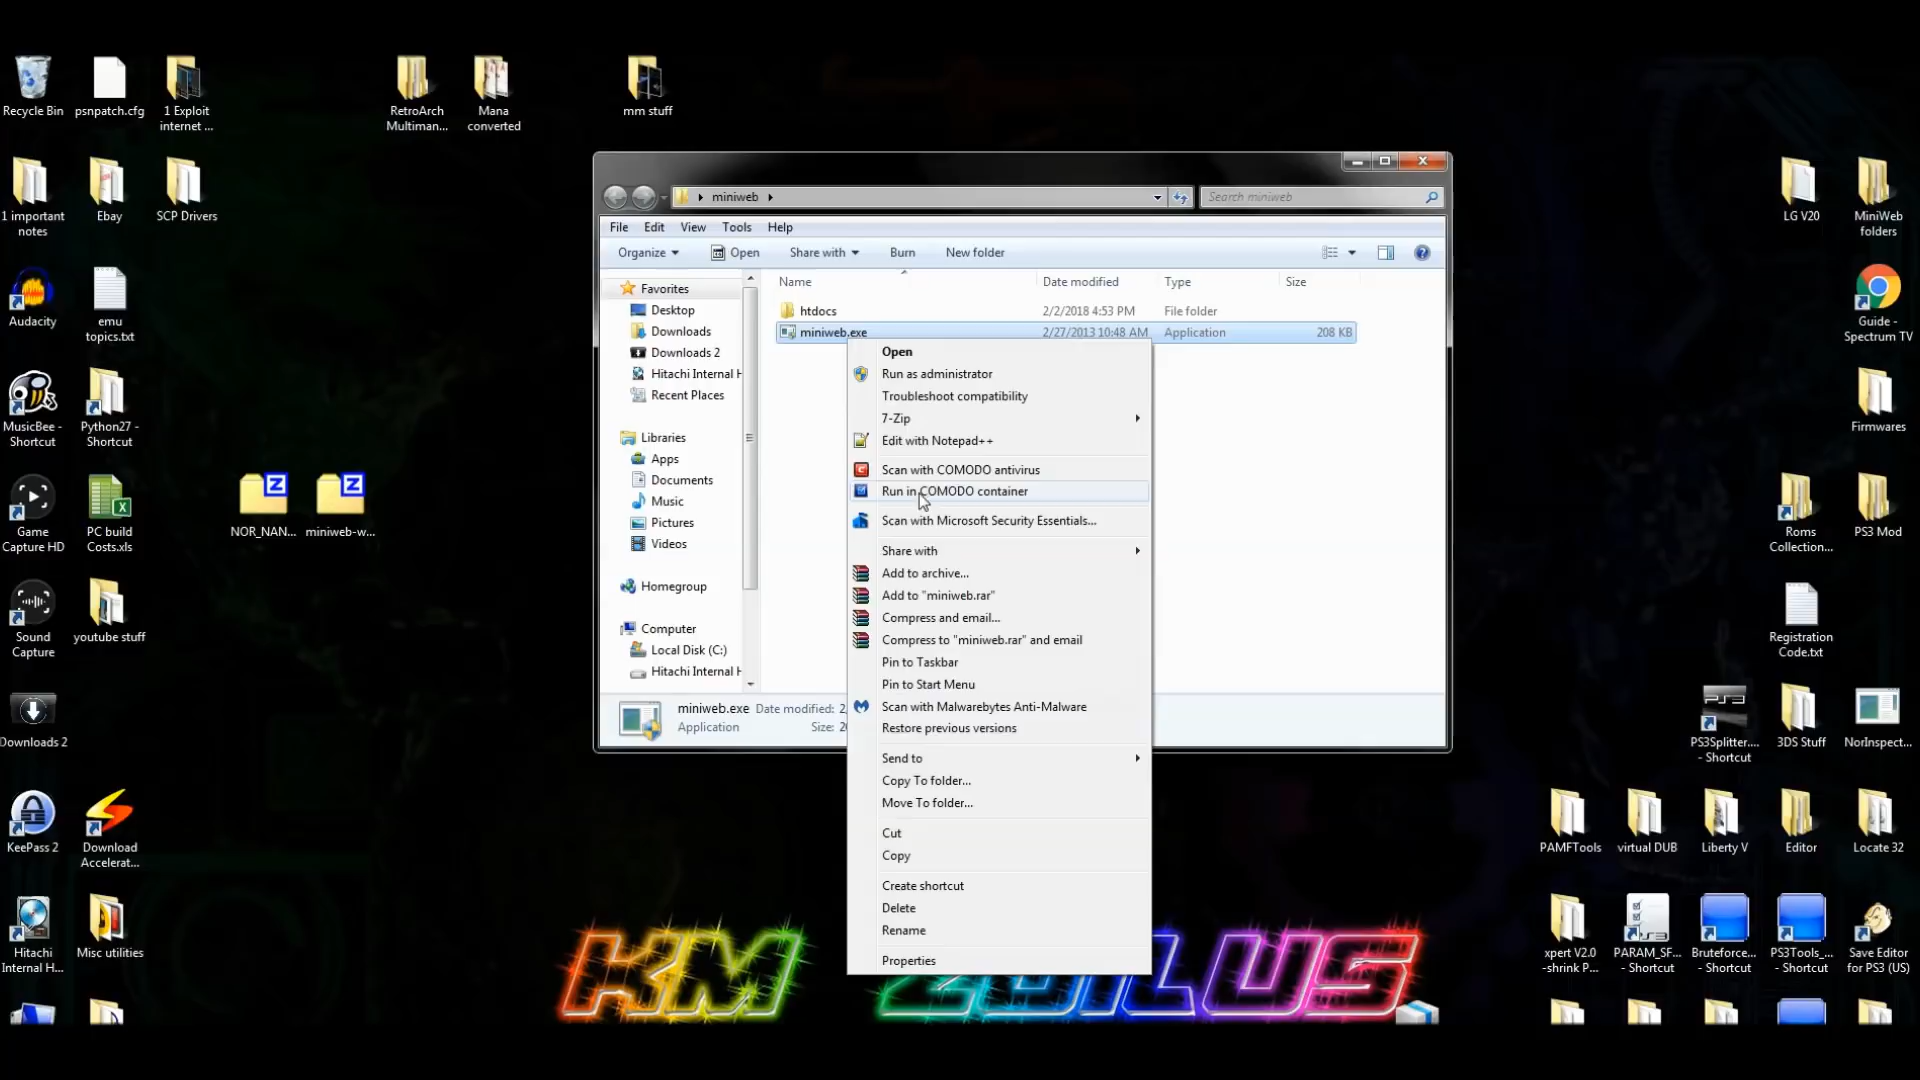 Recycle Bin
psnpatch.cfg
1 Exploit
internet ...
RetroArch
Multiman...
Mana
converted
mm stuff
1 important
notes
Ebay
SCP Drivers
Audacity
emu
topics.txt
MusicBee -
Shortcut
Python27 -
Shortcut
Game
Capture HD
PC build
Costs.xls
NOR_NAN...
miniweb-w...
Sound
Capture
youtube stuff
Downloads 2
KeePass 2
Download
Accelerat...
Hitachi
Internal H...
Misc utilities
miniweb
Search miniweb
File
Edit
View
Tools
Help
Organize
Open
Share with
Burn
New folder
Favorites
Desktop
Downloads
Downloads 2
Hitachi Internal H
Recent Places
Libraries
Apps
Documents
Music
Pictures
Videos
Homegroup
Computer
Local Disk (C:)
Hitachi Internal H
Name
Date modified
Type
Size
htdocs
2/2/2018 4:53 PM
File folder
miniweb.exe
2/27/2013 10:48 AM
Application
208 KB
Open
Run as administrator
Troubleshoot compatibility
7-Zip
Edit with Notepad++
Scan with COMODO antivirus
Run in COMODO container
Scan with Microsoft Security Essentials...
Share with
Add to archive...
Add to "miniweb.rar"
Compress and email...
Compress to "miniweb.rar" and email
Pin to Taskbar
Pin to Start Menu
Scan with Malwarebytes Anti-Malware
Restore previous versions
Send to
Copy To folder...
Move To folder...
Cut
Copy
Create shortcut
Delete
Rename
Properties
miniweb.exe Date modified: 2
Application Size: 20
LG V20
MiniWeb
folders
Guide -
Spectrum TV
Firmwares
Roms
Collection...
PS3 Mod
Registration
Code.txt
PS3Splitter....
- Shortcut
3DS Stuff
NorInspect...
PAMFTools
virtual DUB
Liberty V
Editor
Locate 32
xpert V2.0
-shrink P...
PARAM_SF...
- Shortcut
Bruteforce...
- Shortcut
PS3Tools_...
- Shortcut
Save Editor
for PS3 (US)
KM